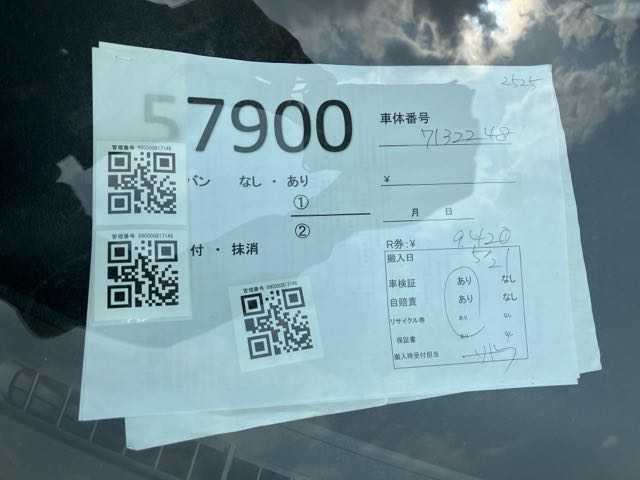 2525
57900
車体番号
7132248
管理番号 990000817146
バン なし・あり
¥
①
月 日
②
管理番号 990000817146
付・抹消
R券:¥ 9,420
搬入日 5/21
管理番号 990000817146
車検証 あり なし
自賠責 あり なし
リサイクル券 あり なし
保証書 あり なし
搬入時受付担当